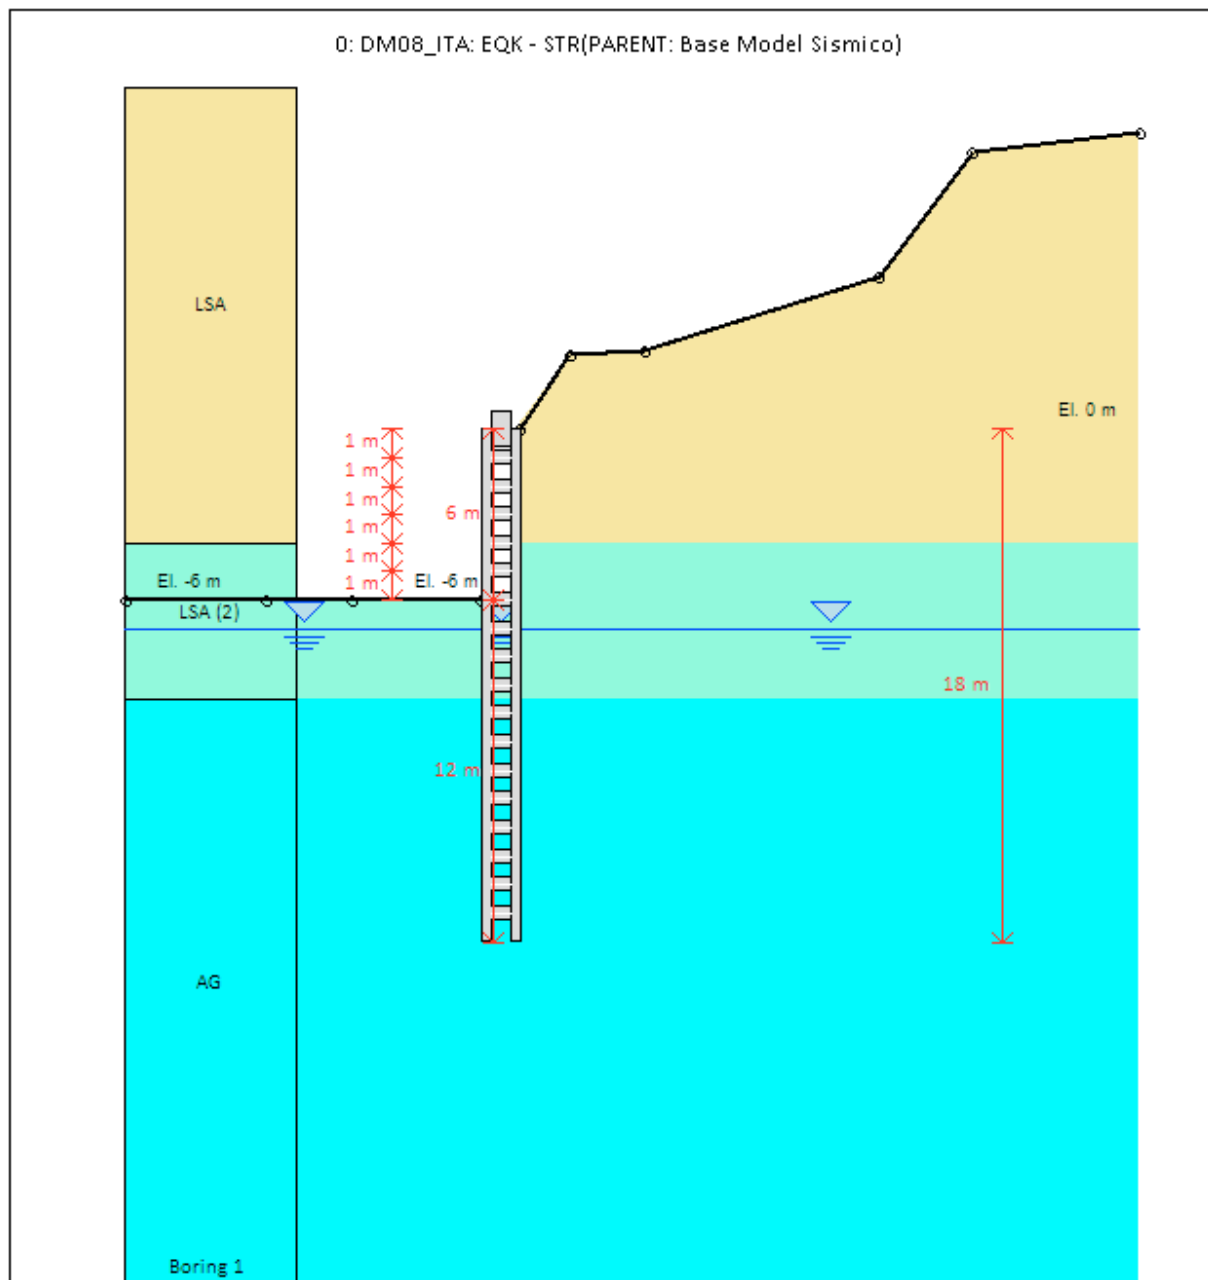 0: DM08_ITA: EQK - STR(PARENT: Base Model Sismico)
LSA
El. 0 m
1 m
1 m
1 m
1 m
1 m
1 m
6 m
El. -6 m
El. -6 m
LSA (2)
18 m
12 m
AG
Boring 1